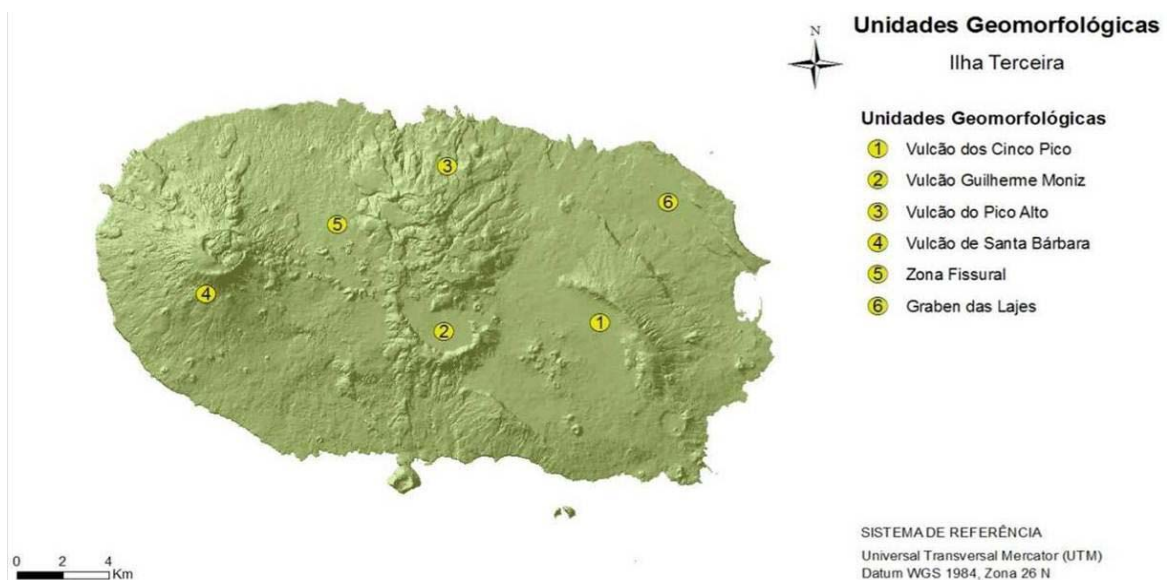 Unidades Geomorfológicas
Ilha Terceira
N
Unidades Geomorfológicas
1 Vulcão dos Cinco Pico
2 Vulcão Guilherme Moniz
3 Vulcão do Pico Alto
4 Vulcão de Santa Bárbara
5 Zona Fissural
6 Graben das Lajes
3
6
5
4
2
1
SISTEMA DE REFERÊNCIA
Universal Transversal Mercator (UTM)
Datum WGS 1984, Zona 26 N
0 2 4
Km